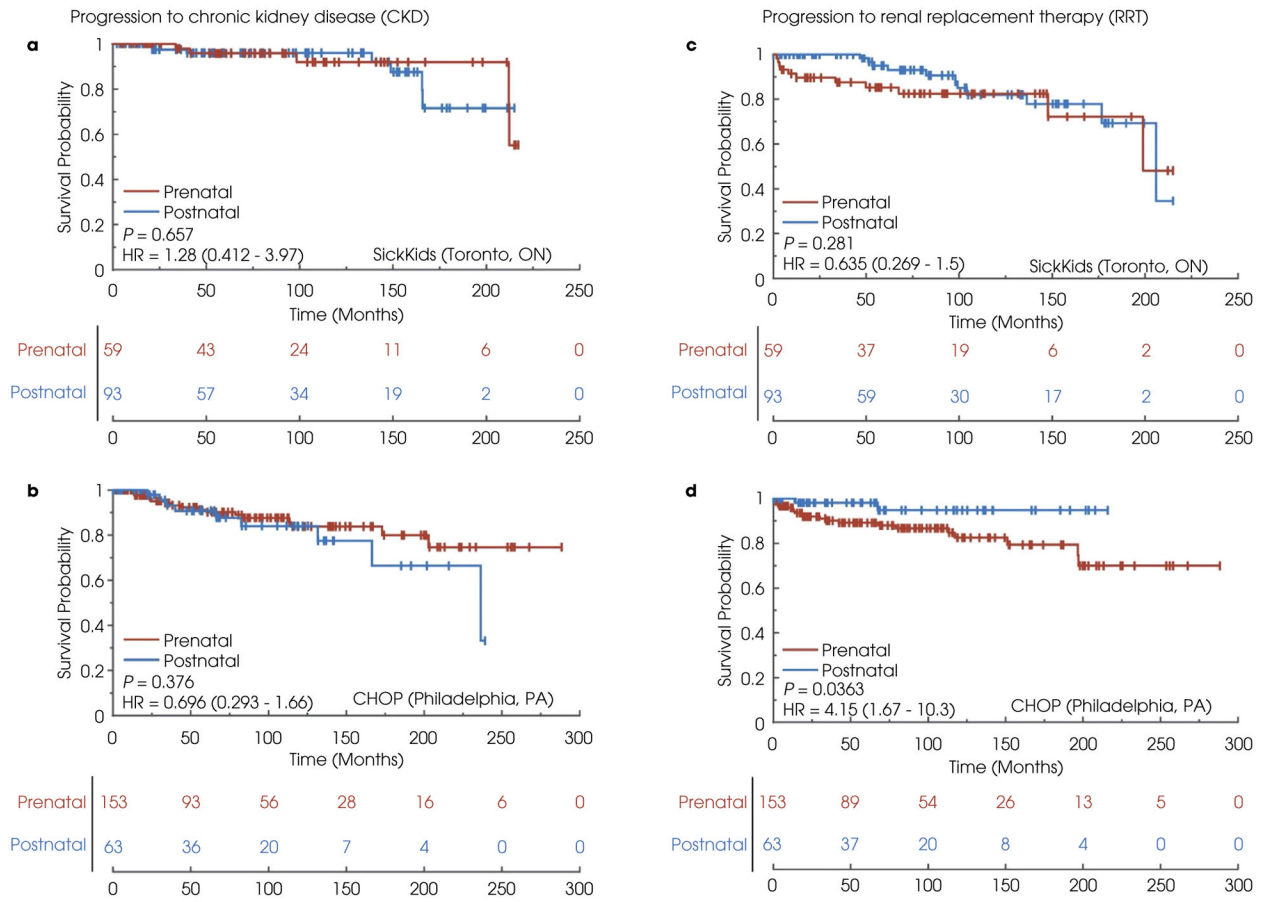 Progression to chronic kidney disease (CKD)
a
1
0.8
0.6
0.4
0.2
0
Survival Probability
Prenatal
Postnatal
P = 0.657
HR = 1.28 (0.412 - 3.97)
SickKids (Toronto, ON)
0 50 100 150 200 250
Time (Months)
Prenatal 59 43 24 11 6 0
Postnatal 93 57 34 19 2 0
0 50 100 150 200 250
b
1
0.8
0.6
0.4
0.2
0
Survival Probability
Prenatal
Postnatal
P = 0.376
HR = 0.696 (0.293 - 1.66)
CHOP (Philadelphia, PA)
0 50 100 150 200 250 300
Time (Months)
Prenatal 153 93 56 28 16 6 0
Postnatal 63 36 20 7 4 0 0
0 50 100 150 200 250 300
Progression to renal replacement therapy (RRT)
c
1
0.8
0.6
0.4
0.2
0
Survival Probability
Prenatal
Postnatal
P = 0.281
HR = 0.635 (0.269 - 1.5)
SickKids (Toronto, ON)
0 50 100 150 200 250
Time (Months)
Prenatal 59 37 19 6 2 0
Postnatal 93 59 30 17 2 0
0 50 100 150 200 250
d
1
0.8
0.6
0.4
0.2
0
Survival Probability
Prenatal
Postnatal
P = 0.0363
HR = 4.15 (1.67 - 10.3)
CHOP (Philadelphia, PA)
0 50 100 150 200 250 300
Time (Months)
Prenatal 153 89 54 26 13 5 0
Postnatal 63 37 20 8 4 0 0
0 50 100 150 200 250 300